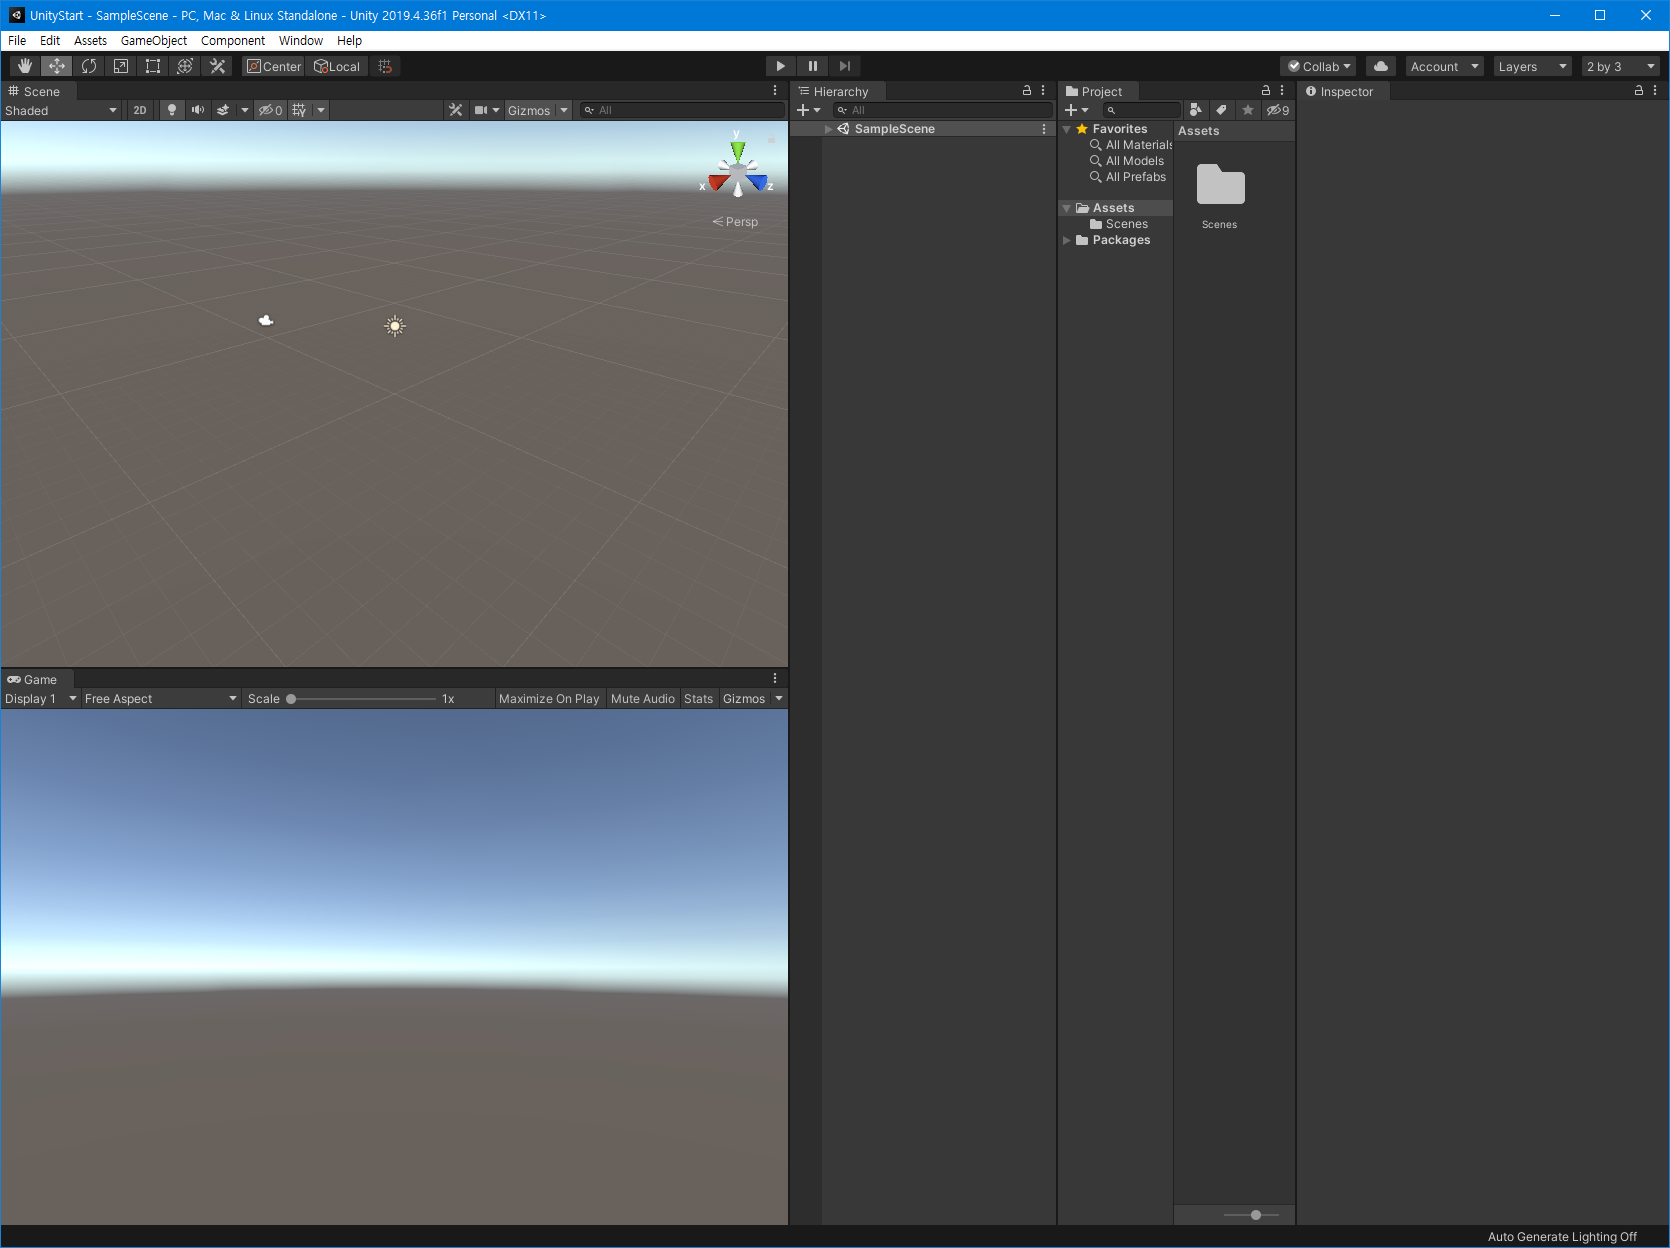 UnityStart - SampleScene - PC, Mac & Linux Standalone - Unity 2019.4.36f1 Personal <DX11>
File Edit Assets GameObject Component Window Help
Center Local Collab Account Layers 2 by 3
Scene
Shaded 2D 0 Gizmos All
y
x z
Persp
Game
Display 1 Free Aspect Scale 1x Maximize On Play Mute Audio Stats Gizmos
Hierarchy
All
SampleScene
Project
9
Favorites
All Materials
All Models
All Prefabs
Assets
Scenes
Packages
Assets
Scenes
Inspector
Auto Generate Lighting Off